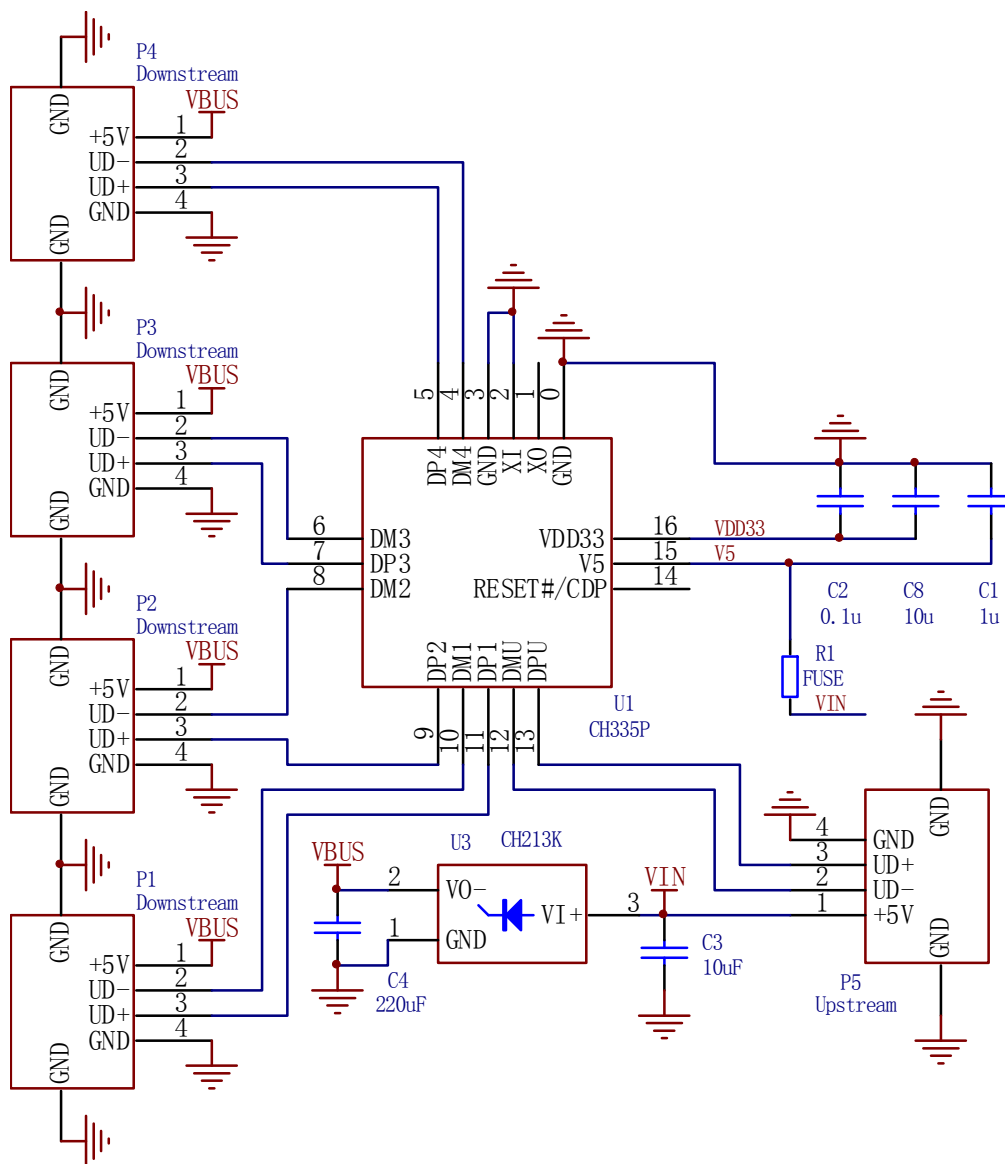 P4
Downstream
VBUS
GND
+5V 1
UD- 2
UD+ 3
GND 4
GND
P3
Downstream
VBUS
GND
+5V 1
UD- 2
UD+ 3
GND 4
GND
P2
Downstream
VBUS
GND
+5V 1
UD- 2
UD+ 3
GND 4
GND
P1
Downstream
VBUS
GND
+5V 1
UD- 2
UD+ 3
GND 4
GND
5 4 3 2 1 0
DP4 DM4 GND XI XO GND
6 DM3
7 DP3
8 DM2
VDD33 16 VDD33
V5 15 V5
RESET#/CDP 14
DP2 DM1 DP1 DMU DPU
9 10 11 12 13
U1
CH335P
C2
0.1u
C8
10u
C1
1u
R1
FUSE
VIN
U3 CH213K
VBUS
2 VO-
VI+ 3
1 GND
C4
220uF
VIN
C3
10uF
GND
4 GND
3 UD+
2 UD-
1 +5V
GND
P5
Upstream